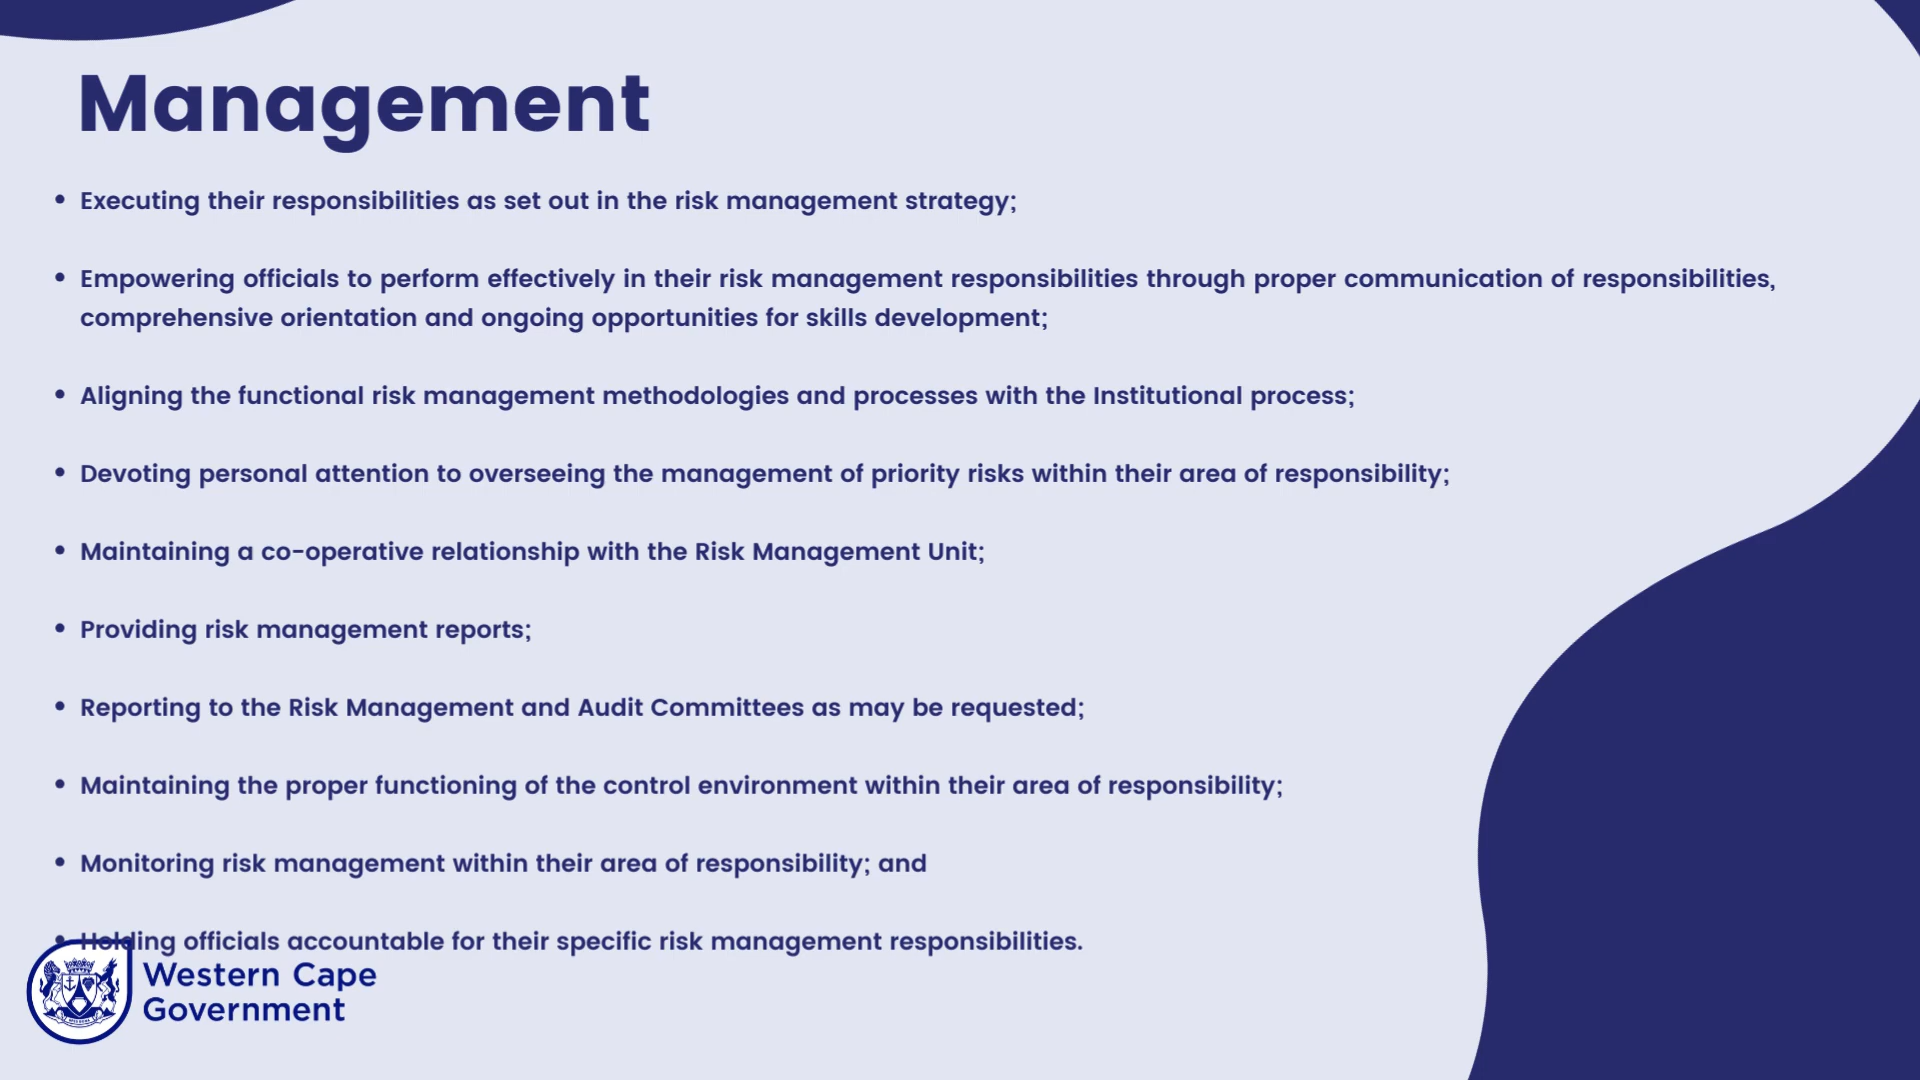 Management
• Executing their responsibilities as set out in the risk management strategy;
• Empowering officials to perform effectively in their risk management responsibilities through proper communication of responsibilities,
comprehensive orientation and ongoing opportunities for skills development;
• Aligning the functional risk management methodologies and processes with the Institutional process;
• Devoting personal attention to overseeing the management of priority risks within their area of responsibility;
• Maintaining a co-operative relationship with the Risk Management Unit;
• Providing risk management reports;
• Reporting to the Risk Management and Audit Committees as may be requested;
• Maintaining the proper functioning of the control environment within their area of responsibility;
• Monitoring risk management within their area of responsibility; and
• Holding officials accountable for their specific risk management responsibilities.
Western Cape
Government